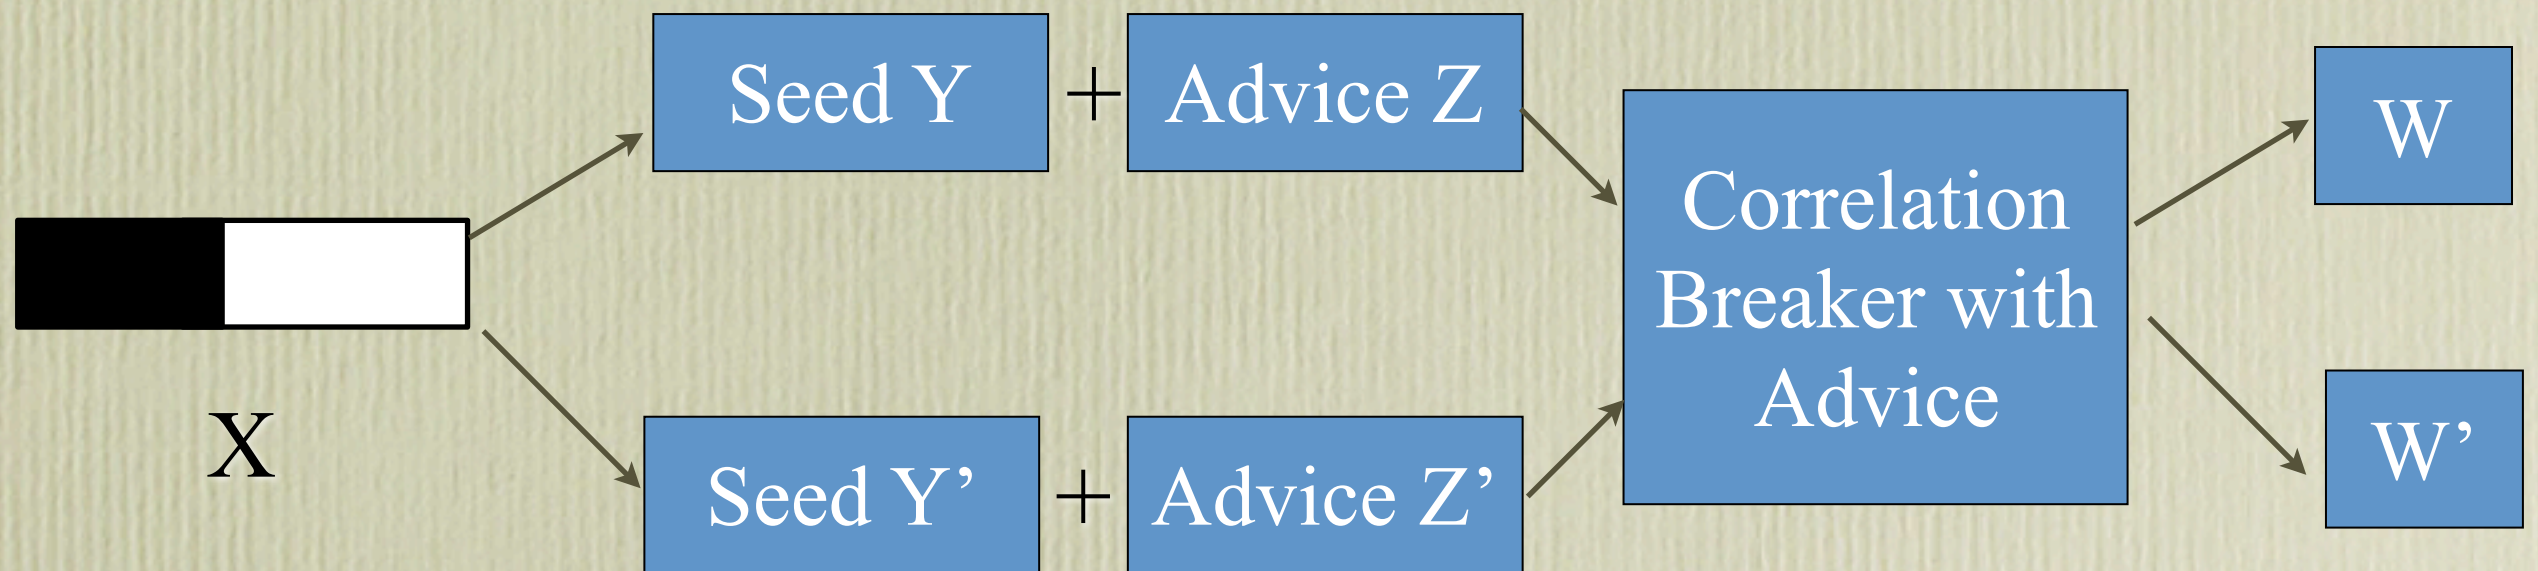 Seed Y + Advice Z
W
Correlation
Breaker with
Advice
X
Seed Y’ + Advice Z’
W’